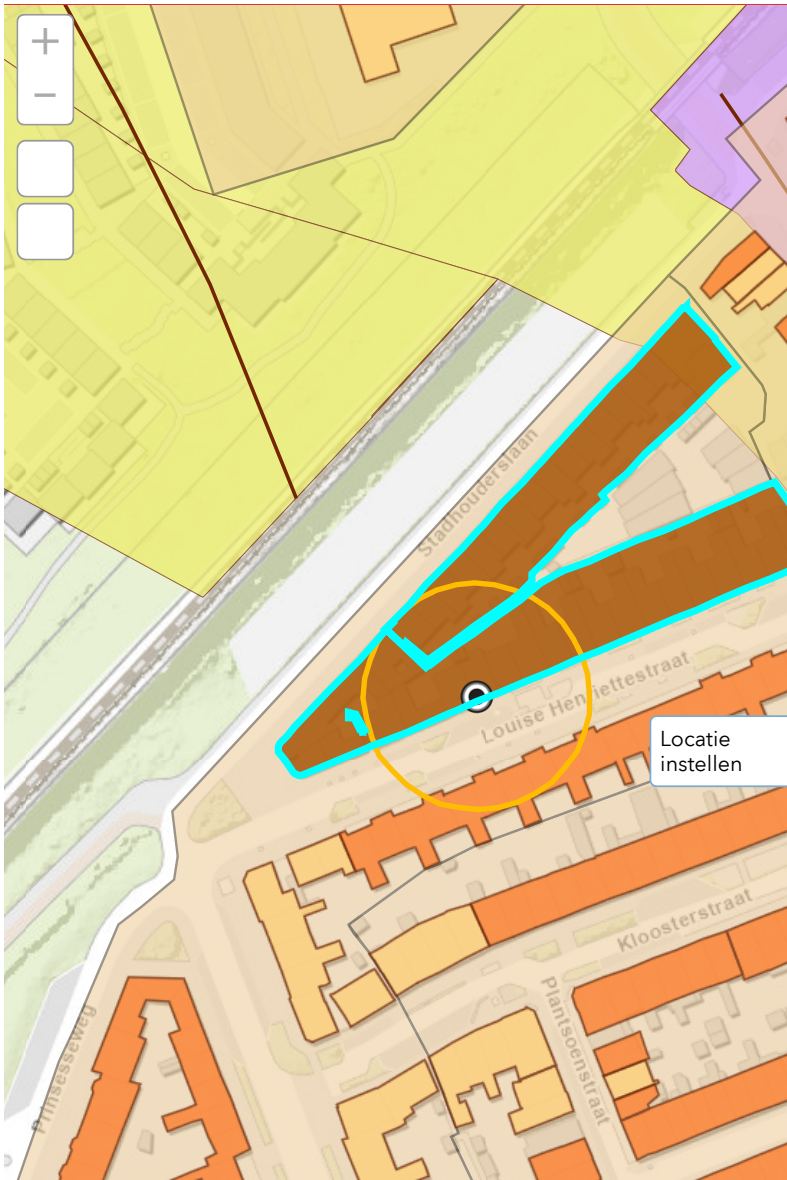 +
−
Stadhouderslaan
Louise Henriettestraat
Locatie
instellen
Kloosterstraat
Plantsoenstraat
Prinsesseweg